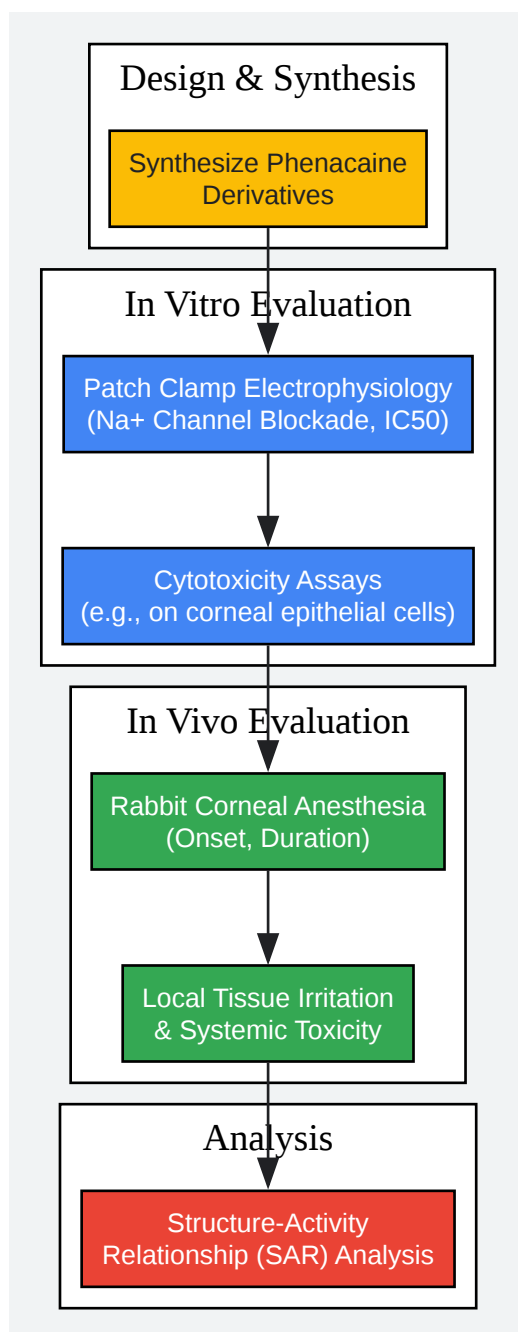 Design & Synthesis
Synthesize Phenacaine
Derivatives
In Vitro Evaluation
Patch Clamp Electrophysiology
(Na+ Channel Blockade, IC50)
Cytotoxicity Assays
(e.g., on corneal epithelial cells)
In Vivo Evaluation
Rabbit Corneal Anesthesia
(Onset, Duration)
Local Tissue Irritation
& Systemic Toxicity
Analysis
Structure-Activity
Relationship (SAR) Analysis